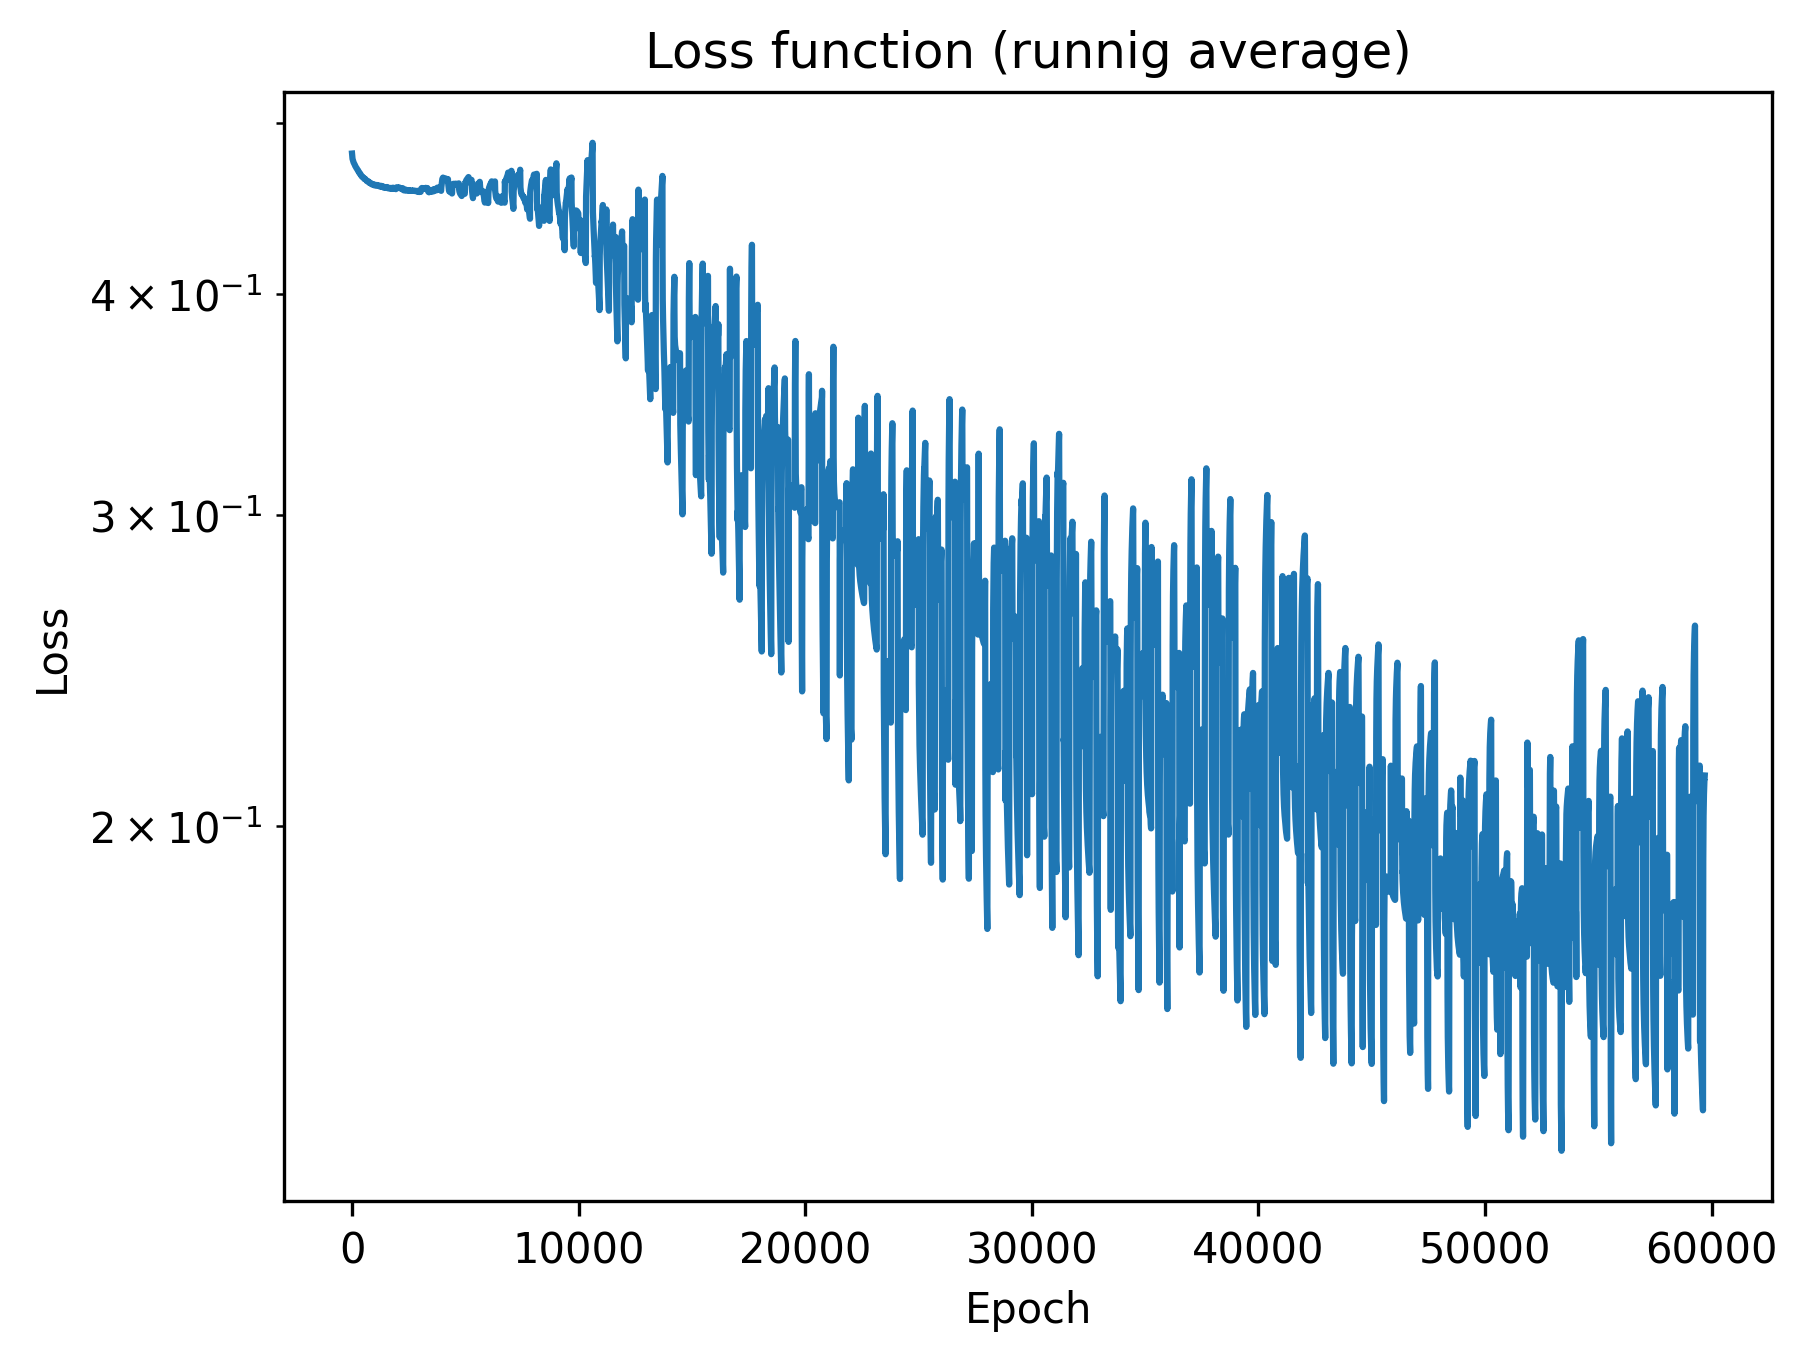 Loss function (runnig average)
4 × 10⁻¹
3 × 10⁻¹
2 × 10⁻¹
Loss
0 10000 20000 30000 40000 50000 60000
Epoch